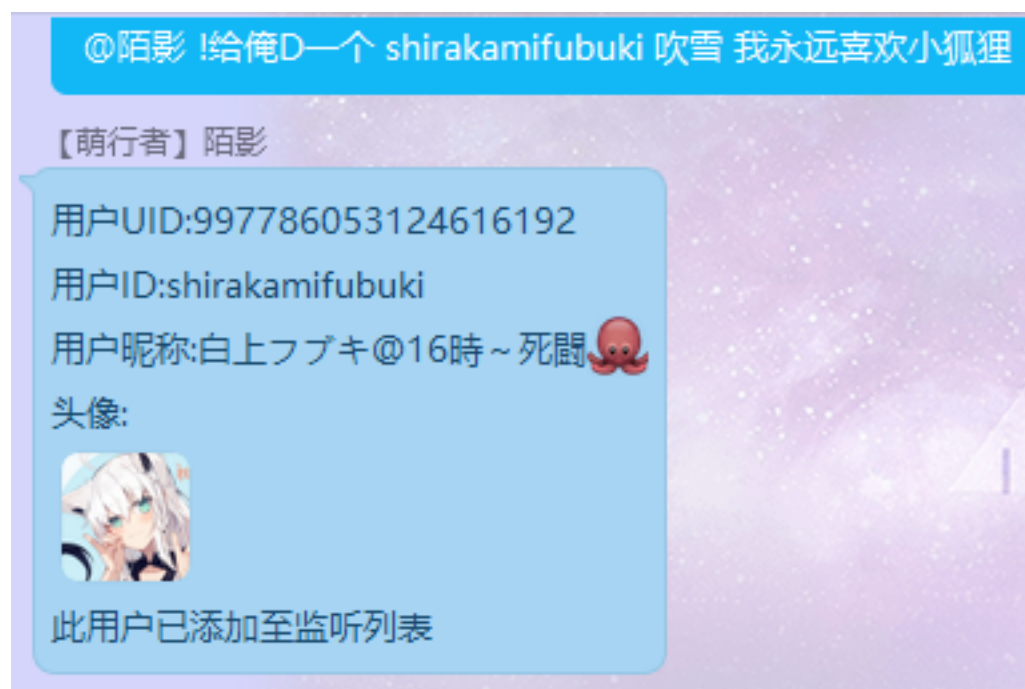 @陌影 !给俺D一个 shirakamifubuki 吹雪 我永远喜欢小狐狸
【萌行者】陌影
用户UID:997786053124616192
用户ID:shirakamifubuki
用户昵称:白上フブキ@16時～死闘🐙
头像:
此用户已添加至监听列表